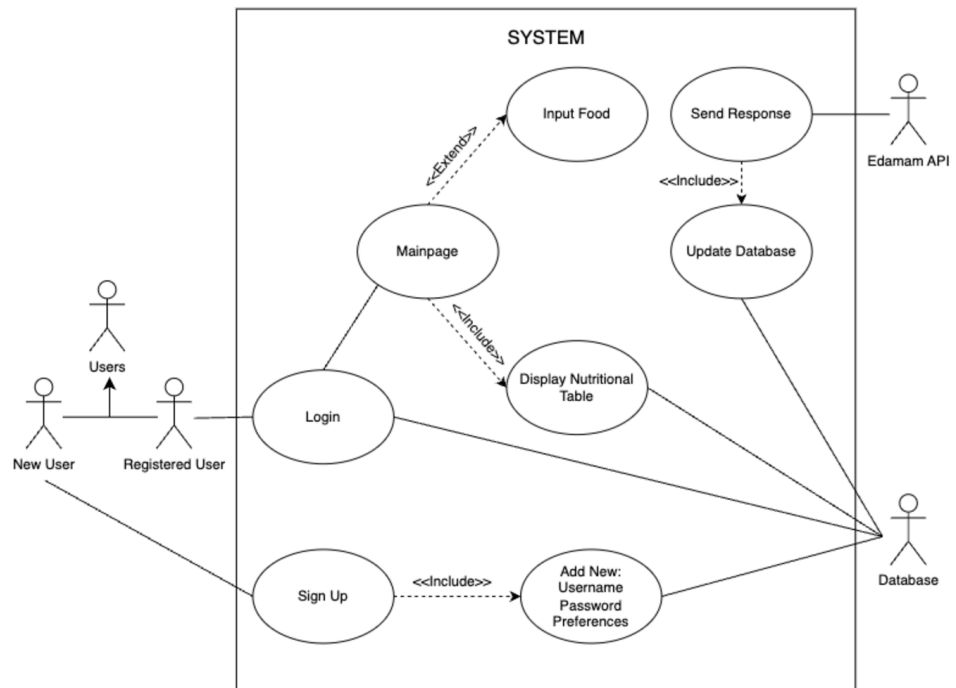 SYSTEM
Input Food
Send Response
Edamam API
<<Extend>>
<<Include>>
Mainpage
Update Database
Users
<<Include>>
Display Nutritional
Table
Login
New User
Registered User
Database
Sign Up
<<Include>>
Add New:
Username
Password
Preferences